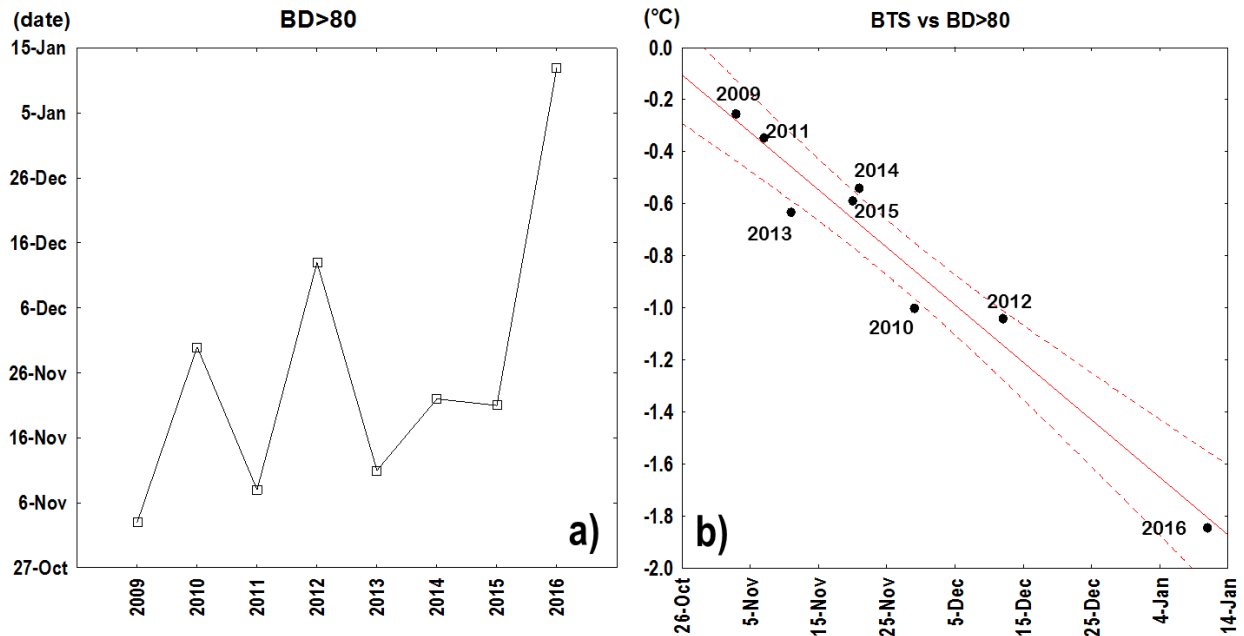 (date)
BD>80
15-Jan
5-Jan
26-Dec
16-Dec
6-Dec
26-Nov
16-Nov
6-Nov
27-Oct
2009
2010
2011
2012
2013
2014
2015
2016
a)
(°C)
BTS vs BD>80
0.0
-0.2
-0.4
-0.6
-0.8
-1.0
-1.2
-1.4
-1.6
-1.8
-2.0
2009
2011
2014
2015
2013
2012
2010
2016
b)
26-Oct
5-Nov
15-Nov
25-Nov
5-Dec
15-Dec
25-Dec
4-Jan
14-Jan